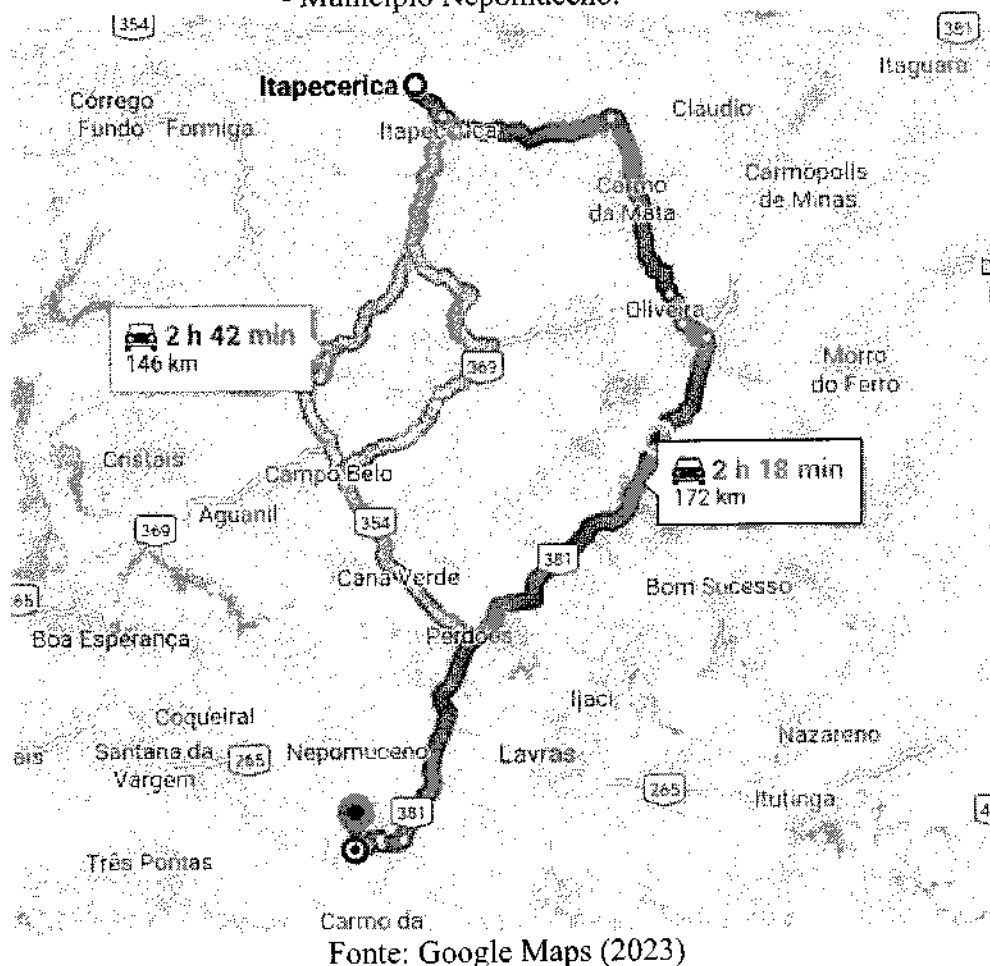 - Município Nepomuceno.
354
381
Itaguara
Itapecerica
Córrego
Fundo
Formiga
Itapecerica
Cláudio
Carmópolis
de Minas
Carmo
da Mata
Oliveira
2 h 42 min
146 km
369
Morro
do Ferro
Cristais
Campo Belo
2 h 18 min
172 km
Aguanil
354
369
381
Cana Verde
Bom Sucesso
65
Boa Esperança
Perdões
Ijaci
Coqueiral
Nazareno
ais
Santana da
Vargem
265
Nepomuceno
Lavras
265
Itutinga
4
381
Três Pontas
Carmo da
Fonte: Google Maps (2023)